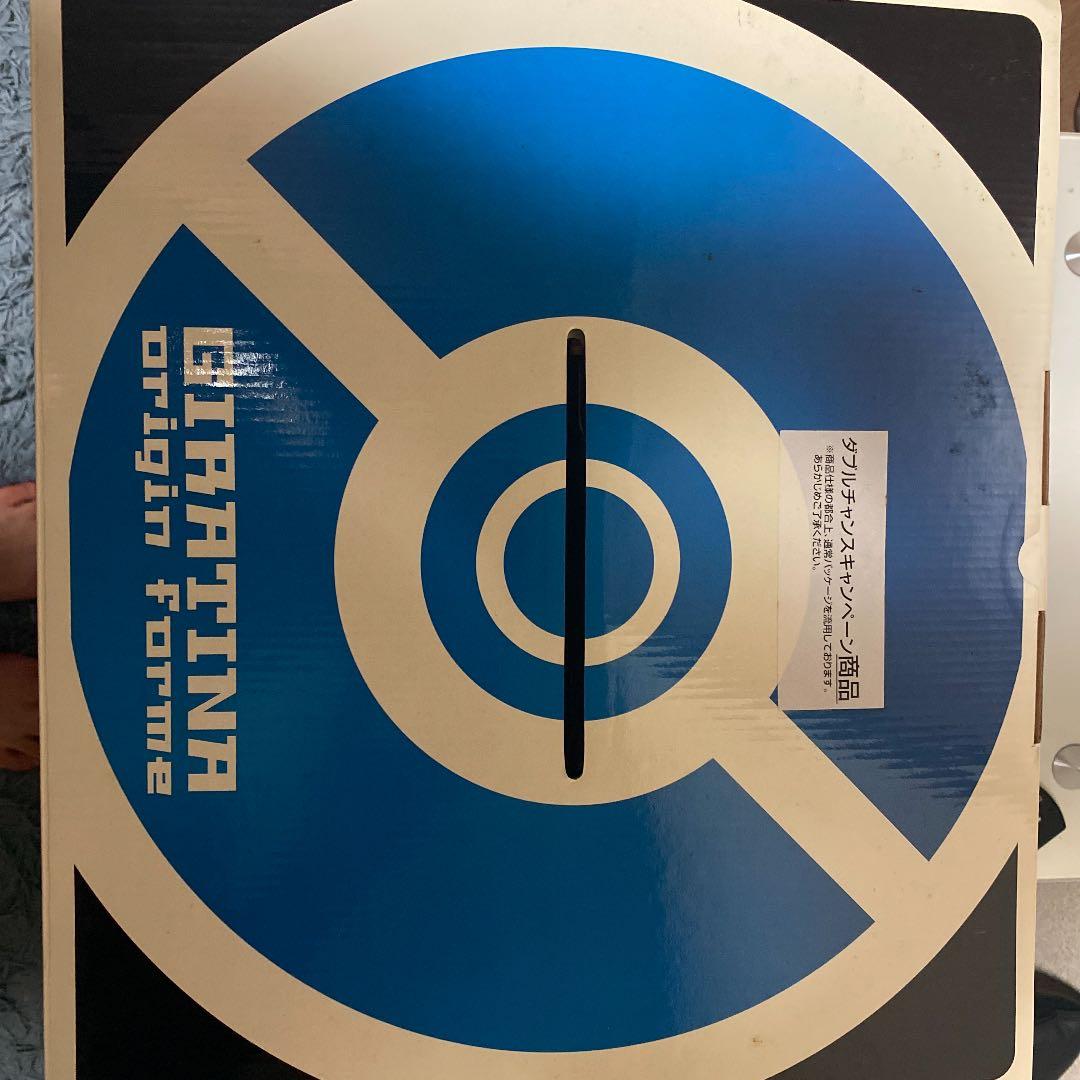 ダブルチャンスキャンペーン商品
※商品仕様の都合上、通常パッケージを流用しております。
あらかじめご了承ください。
GIRATINA
origin forme